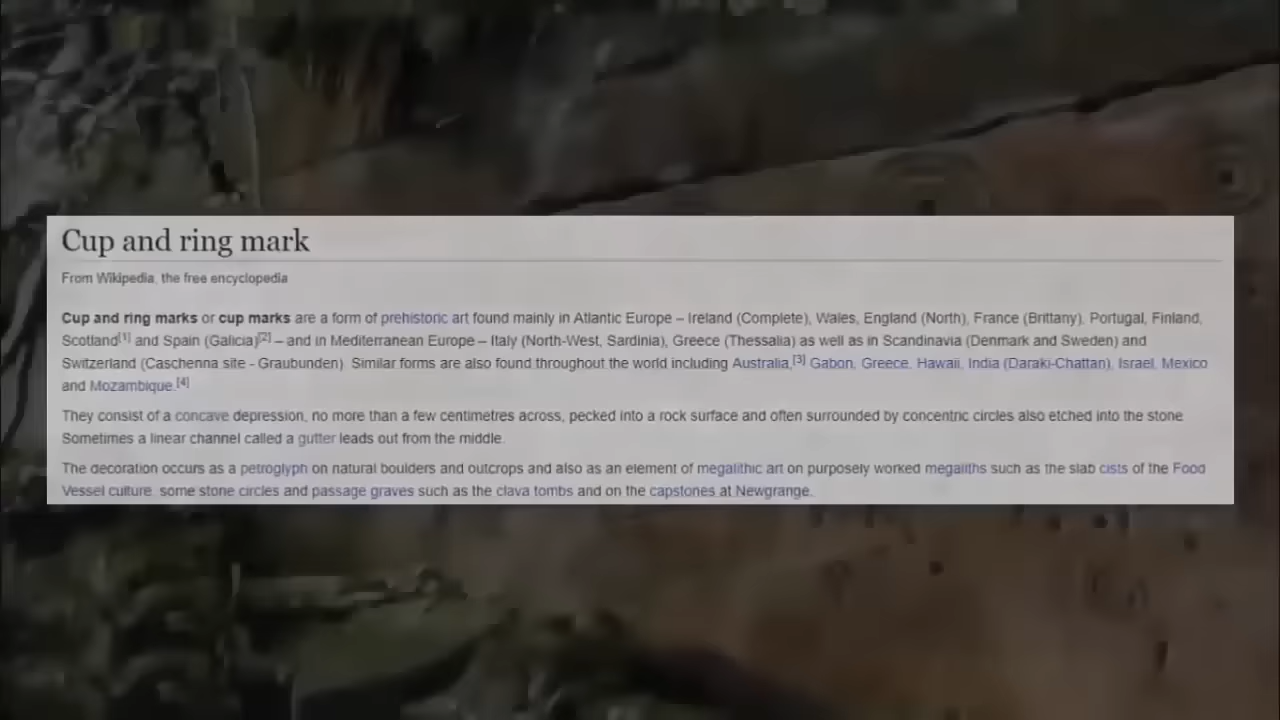 Cup and ring mark
From Wikipedia, the free encyclopedia
Cup and ring marks or cup marks are a form of prehistoric art found mainly in Atlantic Europe – Ireland (Complete), Wales, England (North), France (Brittany), Portugal, Finland,
Scotland[1] and Spain (Galicia)[2] – and in Mediterranean Europe – Italy (North-West, Sardinia), Greece (Thessalia) as well as in Scandinavia (Denmark and Sweden) and
Switzerland (Caschenna site - Graubunden). Similar forms are also found throughout the world including Australia,[3] Gabon, Greece, Hawaii, India (Daraki-Chattan), Israel, Mexico
and Mozambique.[4]
They consist of a concave depression, no more than a few centimetres across, pecked into a rock surface and often surrounded by concentric circles also etched into the stone.
Sometimes a linear channel called a gutter leads out from the middle.
The decoration occurs as a petroglyph on natural boulders and outcrops and also as an element of megalithic art on purposely worked megaliths such as the slab cists of the Food
Vessel culture, some stone circles and passage graves such as the clava tombs and on the capstones at Newgrange.